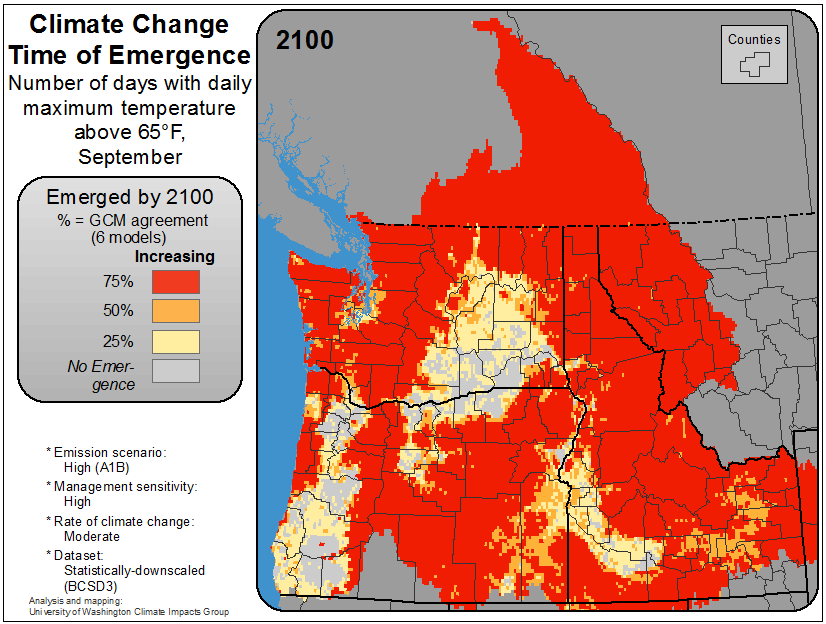 Climate Change
Time of Emergence
Number of days with daily
maximum temperature
above 65°F,
September
Emerged by 2100
% = GCM agreement
(6 models)
Increasing
75%
50%
25%
No Emer-
gence
* Emission scenario:
High (A1B)
* Management sensitivity:
High
* Rate of climate change:
Moderate
* Dataset:
Statistically-downscaled
(BCSD3)
Analysis and mapping:
University of Washington Climate Impacts Group
2100
Counties